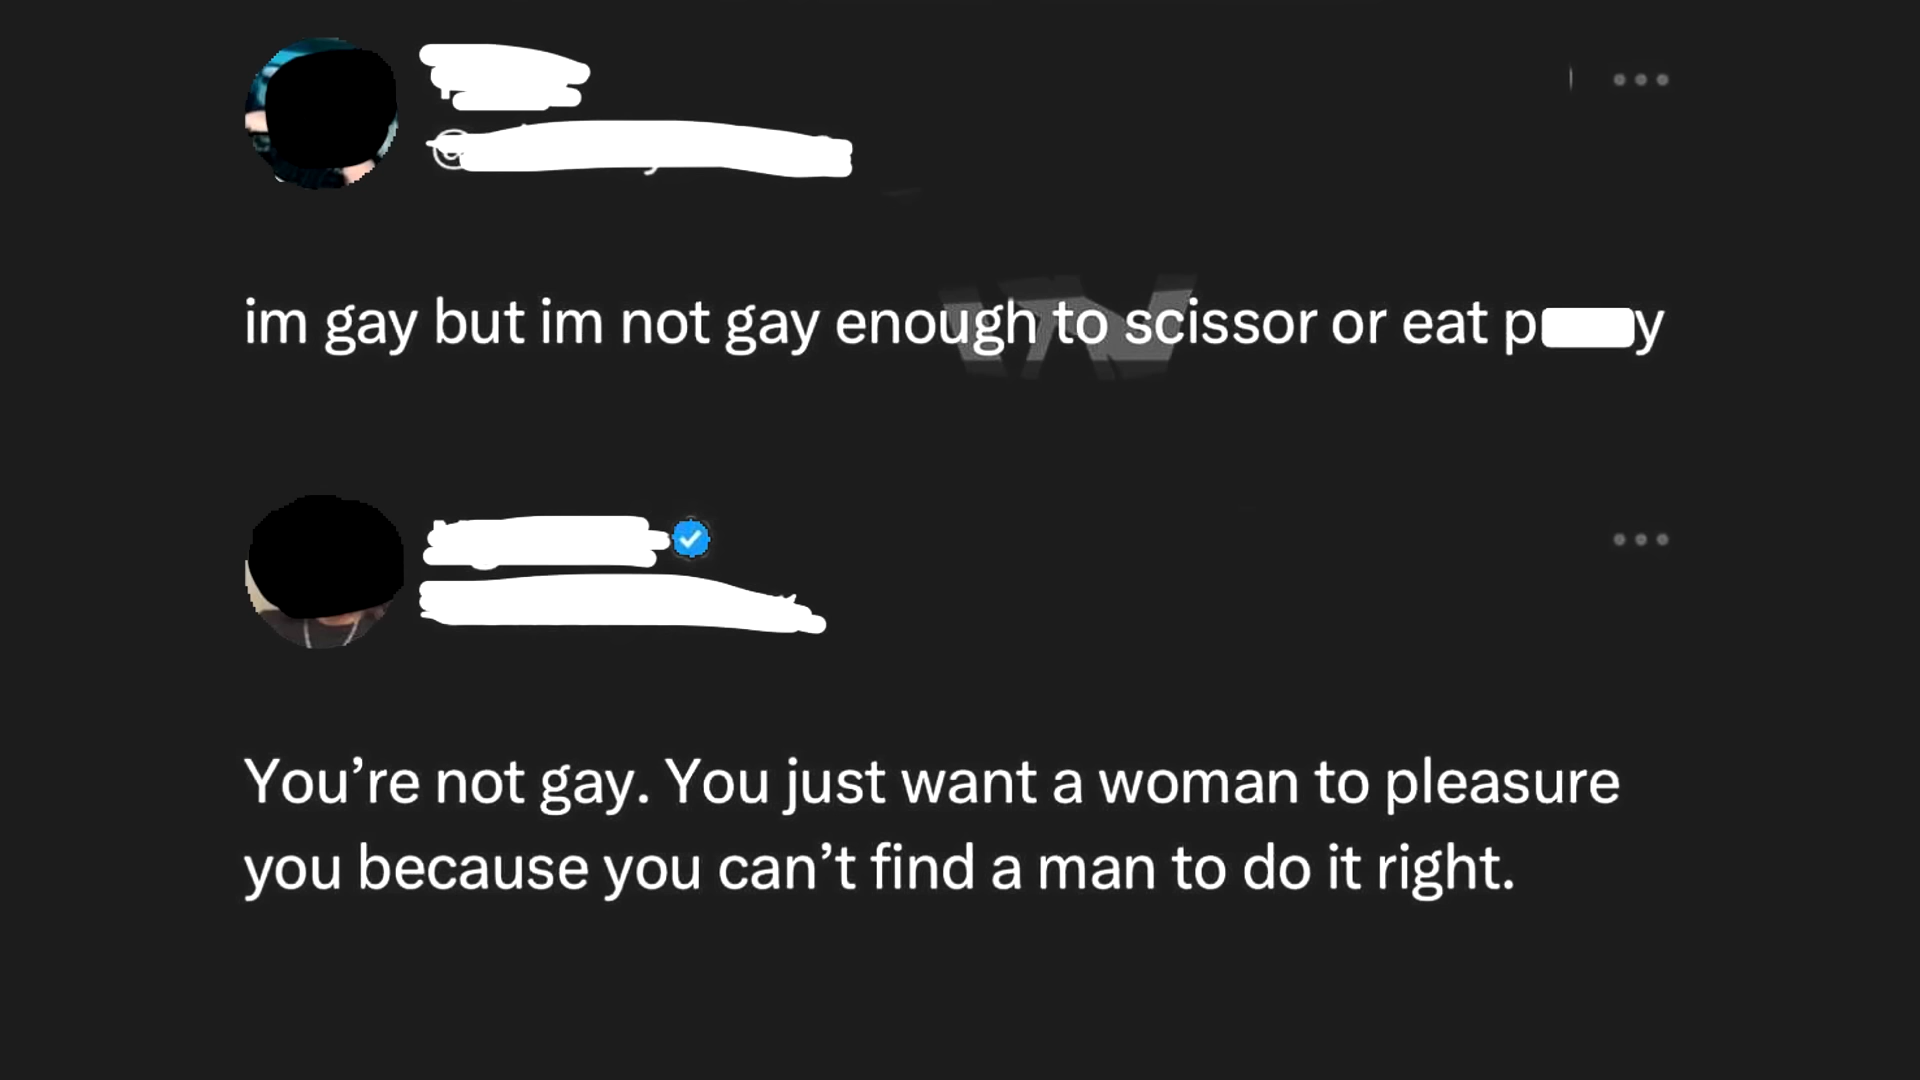 im gay but im not gay enough to scissor or eat p y
You're not gay. You just want a woman to pleasure
you because you can't find a man to do it right.